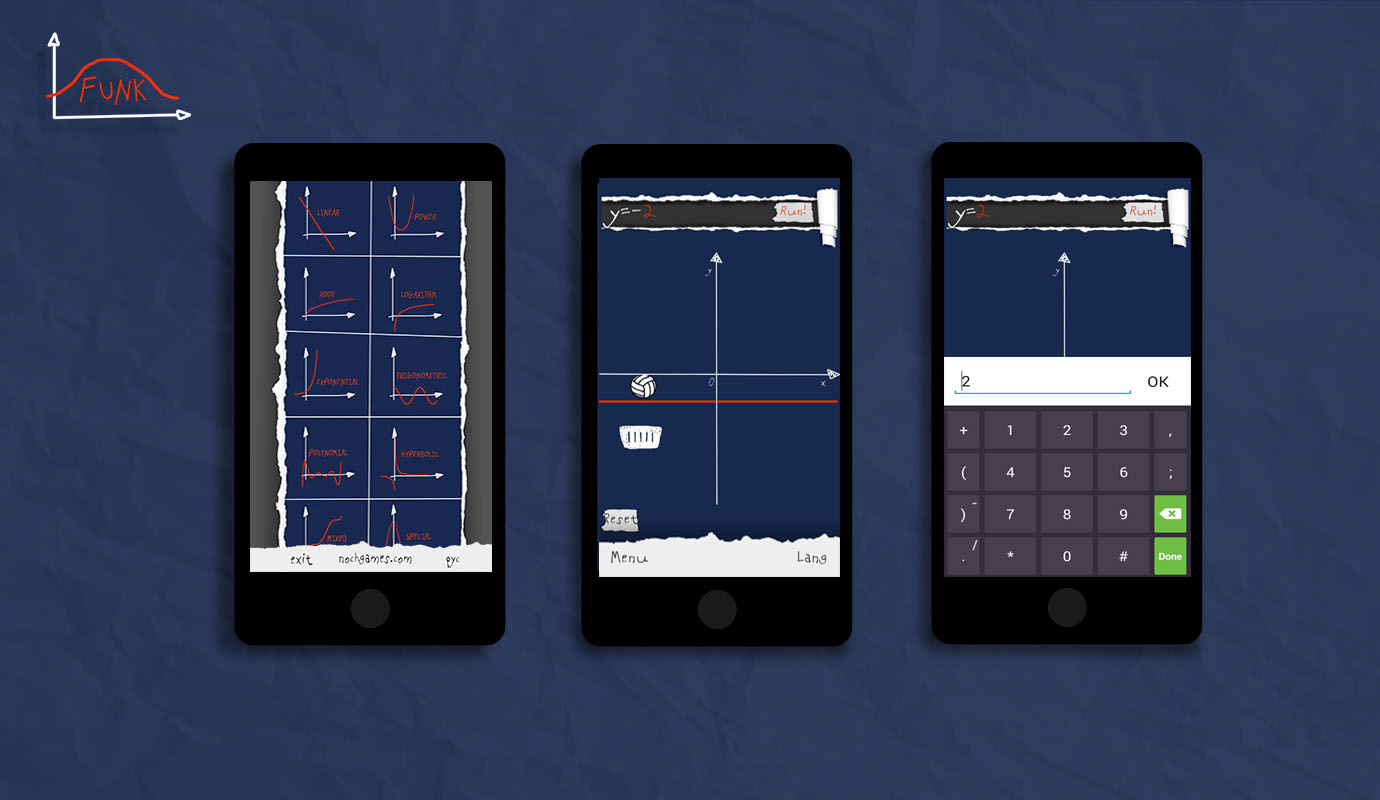 FUNK
LINEAR
POWER
ROOT
LOGARITHM
EXPONENTIAL
TRIGONOMETRIC
POLYNOMIAL
HYPERBOLIC
MIXED
SPECIAL
exit nochgames.com
y=-2 Run!
y
0 x
Reset
Menu Lang
y=2 Run!
y
2 OK
+ 1 2 3 ,
( 4 5 6 ;
) - 7 8 9
. / * 0 # Done